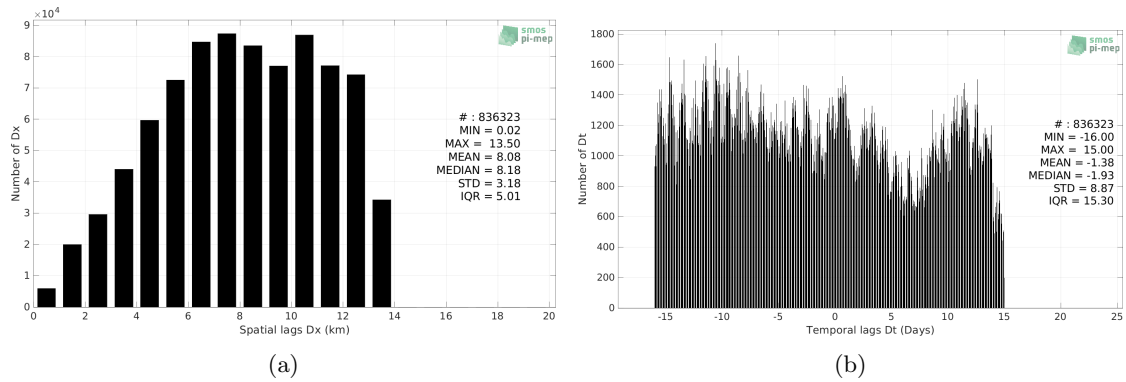 ×10⁴
9
8
7
6
5
4
3
2
1
0
Number of Dx
0 2 4 6 8 10 12 14 16 18 20
Spatial lags Dx (km)
smos
pi-mep
# : 836323
MIN = 0.02
MAX = 13.50
MEAN = 8.08
MEDIAN = 8.18
STD = 3.18
IQR = 5.01
(a)
1800
1600
1400
1200
1000
800
600
400
200
0
Number of Dt
-15 -10 -5 0 5 10 15 20 25
Temporal lags Dt (Days)
smos
pi-mep
# : 836323
MIN = -16.00
MAX = 15.00
MEAN = -1.38
MEDIAN = -1.93
STD = 8.87
IQR = 15.30
(b)